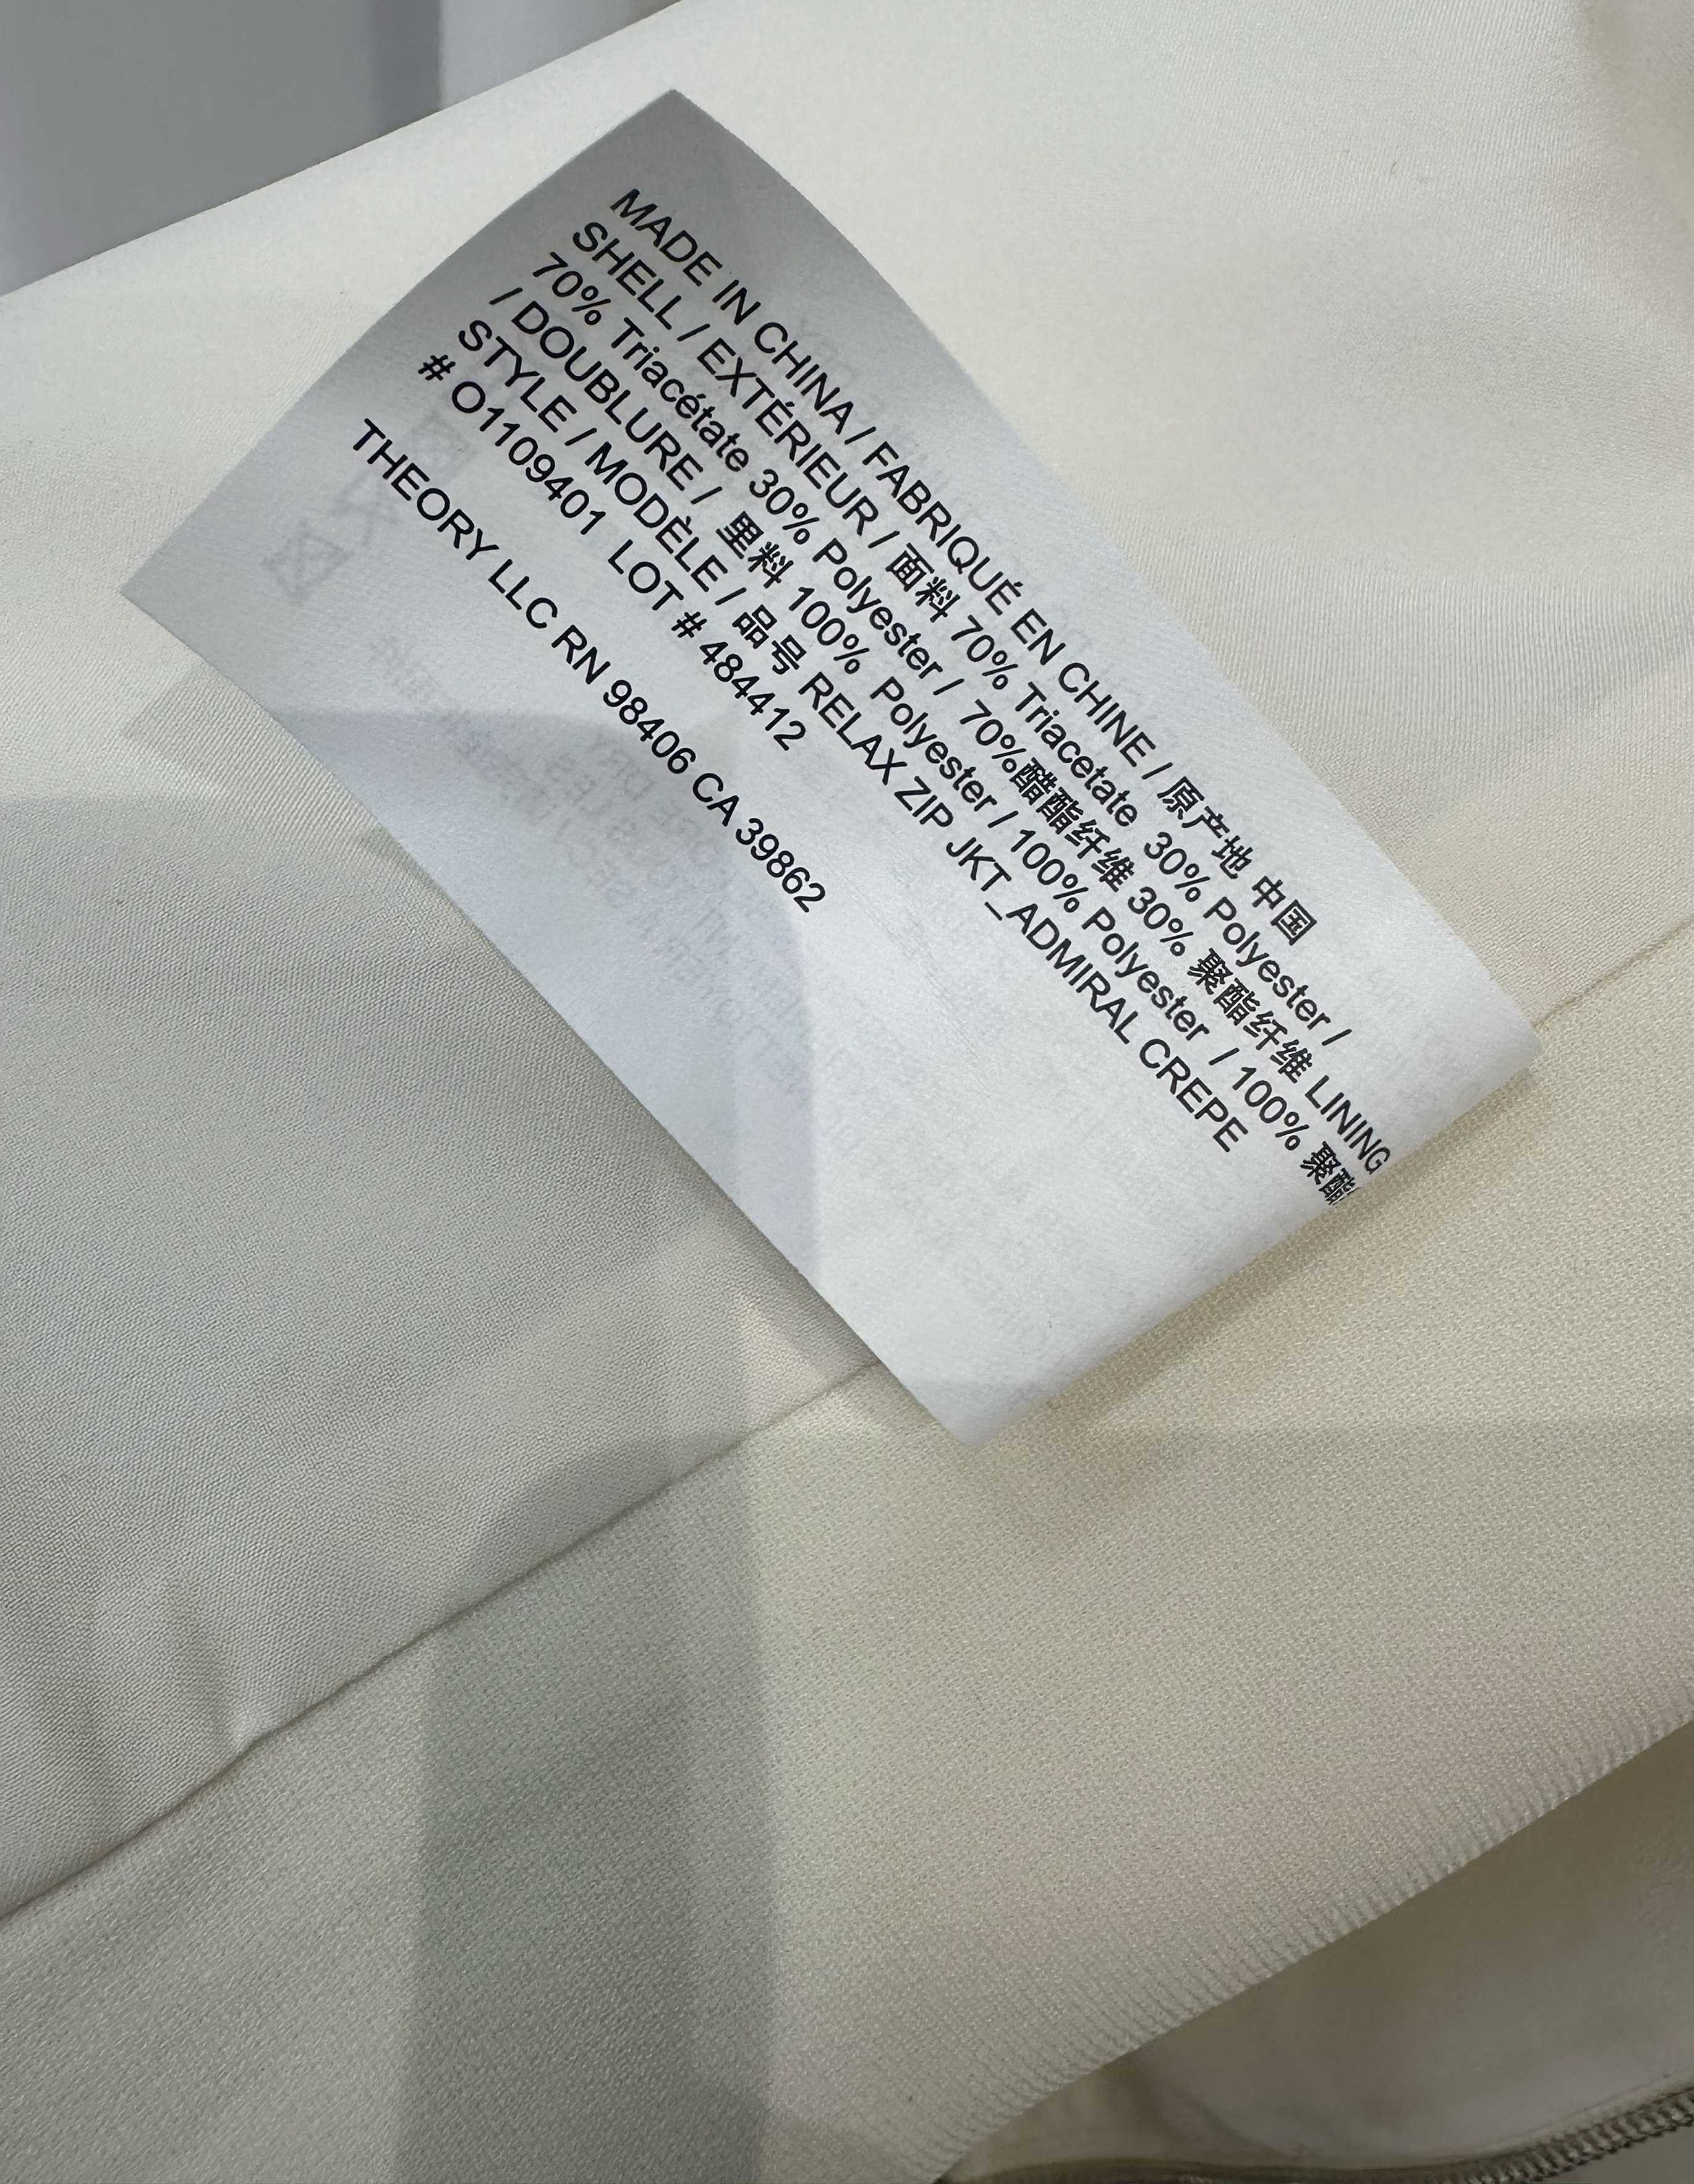 MADE IN CHINA / FABRIQUÉ EN CHINE / 原产地 中国
SHELL / EXTÉRIEUR / 面料 70% Triacetate 30% Polyester /
70% Triacétate 30% Polyester / 70%醋酯纤维 30% 聚酯纤维 LINING
/ DOUBLURE / 里料 100% Polyester / 100% Polyester / 100% 聚酯
STYLE / MODÈLE / 品号 RELAX ZIP JKT_ADMIRAL CREPE
# O1109401 LOT # 484412
THEORY LLC RN 98406 CA 39862